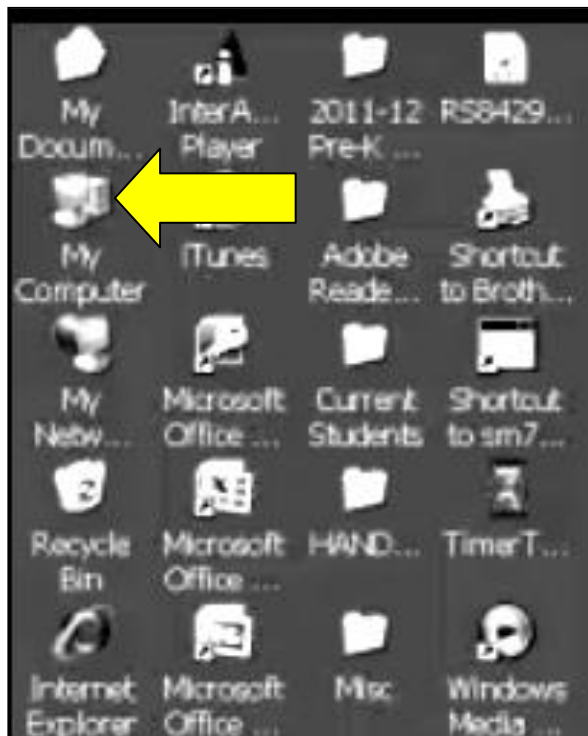 My InterA... 2011-12 RS8429...
Docum... Player Pre-K ...
My iTunes Adobe Shortcut
Computer Reade... to Broth...
My Microsoft Current Shortcut
Netw... Office ... Students to sm7...
Recycle Microsoft HAND... TimerT...
Bin Office ...
Internet Microsoft Misc Windows
Explorer Office ... Media ...